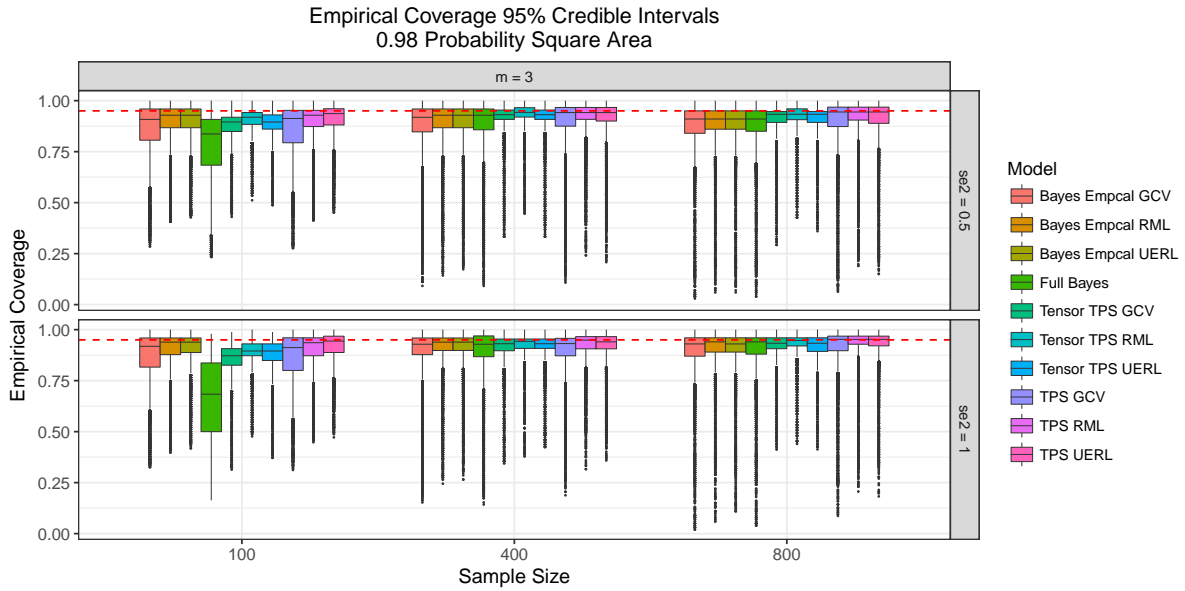 Empirical Coverage 95% Credible Intervals
0.98 Probability Square Area
m = 3
Empirical Coverage
1.00
0.75
0.50
0.25
0.00
se2 = 0.5
1.00
0.75
0.50
0.25
0.00
se2 = 1
100
400
800
Sample Size
Model
Bayes Empcal GCV
Bayes Empcal RML
Bayes Empcal UERL
Full Bayes
Tensor TPS GCV
Tensor TPS RML
Tensor TPS UERL
TPS GCV
TPS RML
TPS UERL